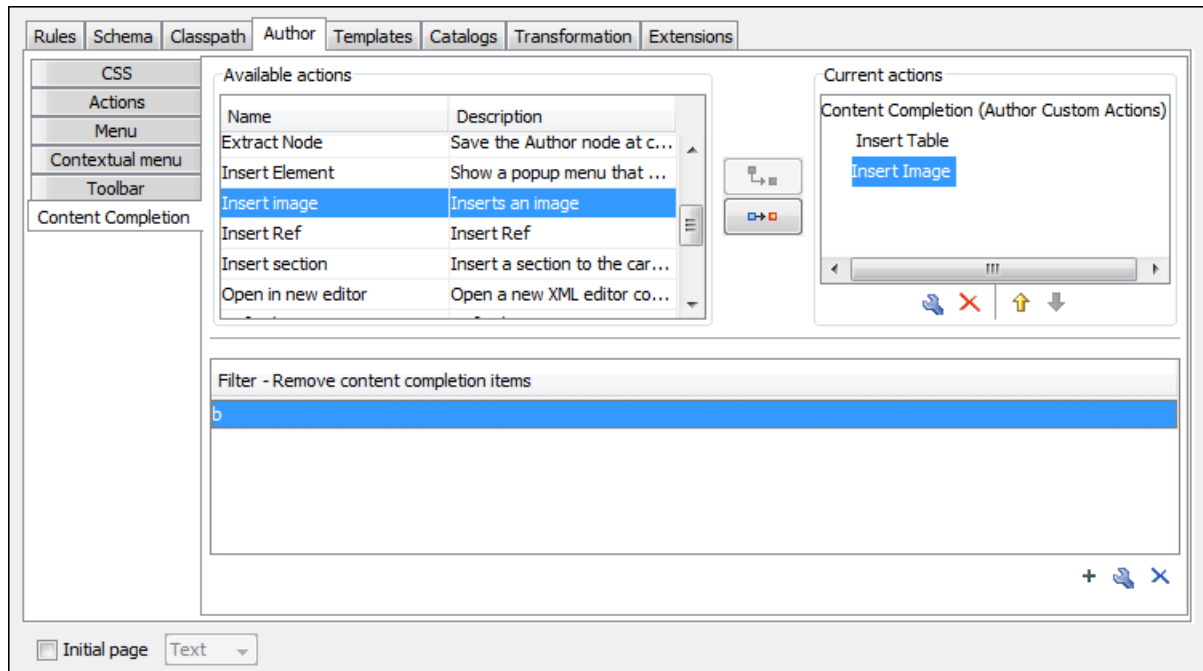 Rules Schema Classpath Author Templates Catalogs Transformation Extensions
CSS
Actions
Menu
Contextual menu
Toolbar
Content Completion
Available actions
Name Description
Extract Node Save the Author node at c...
Insert Element Show a popup menu that ...
Insert image Inserts an image
Insert Ref Insert Ref
Insert section Insert a section to the car...
Open in new editor Open a new XML editor co...
Current actions
Content Completion (Author Custom Actions)
Insert Table
Insert Image
Filter - Remove content completion items
b
Initial page Text